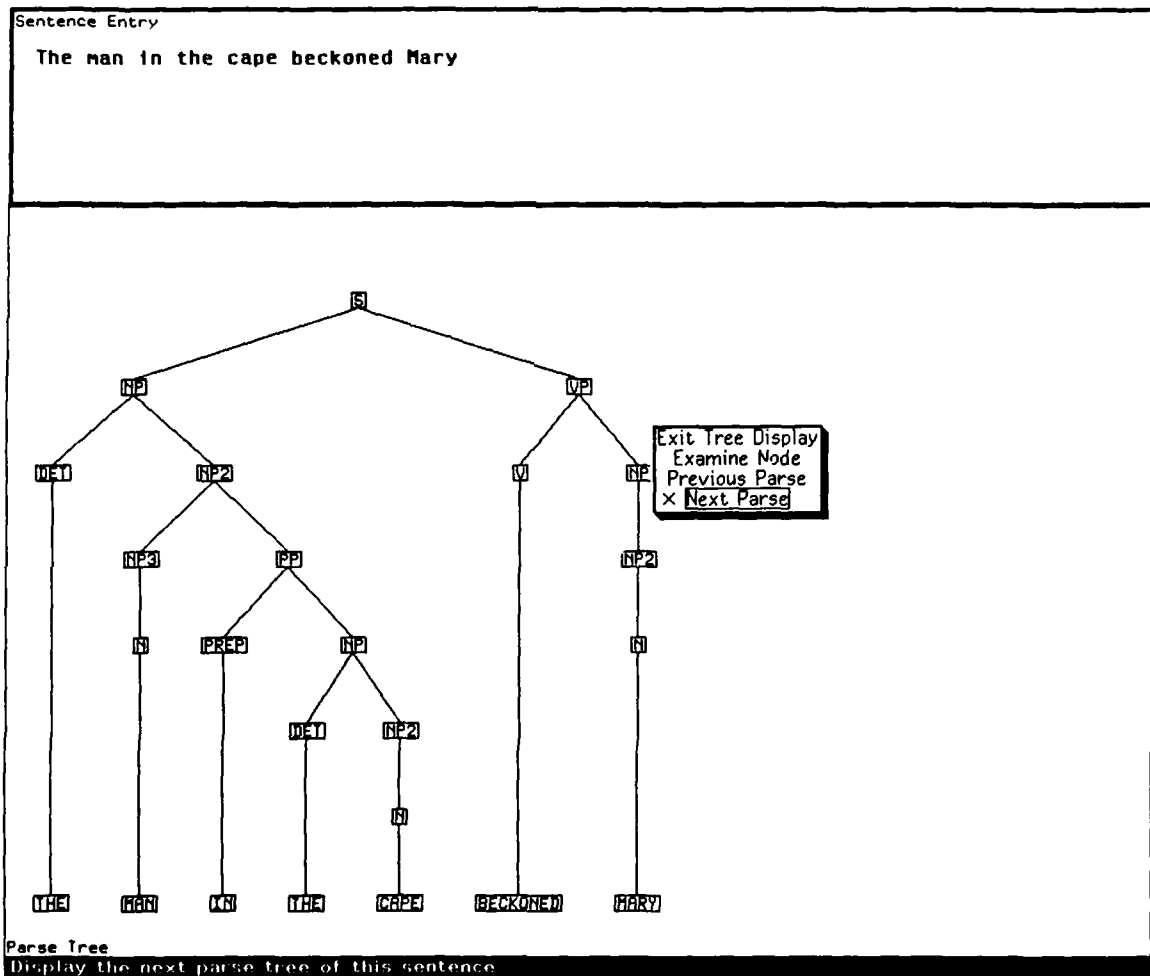 Sentence Entry
The man in the cape beckoned Mary
S
NP VP
DET NP2 V NP
Exit Tree Display
Examine Node
Previous Parse
× Next Parse
NP3 PP NP2
N PREP NP N
DET NP2
N
THE MAN IN THE CAPE BECKONED MARY
Parse Tree
Display the next parse tree of this sentence